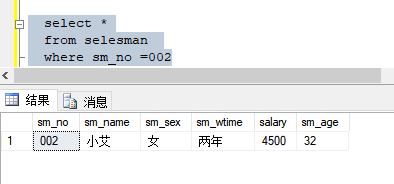 select *
from selesman
where sm_no =002
结果 消息
sm_no sm_name sm_sex sm_wtime salary sm_age
1 002 小艾 女 两年 4500 32